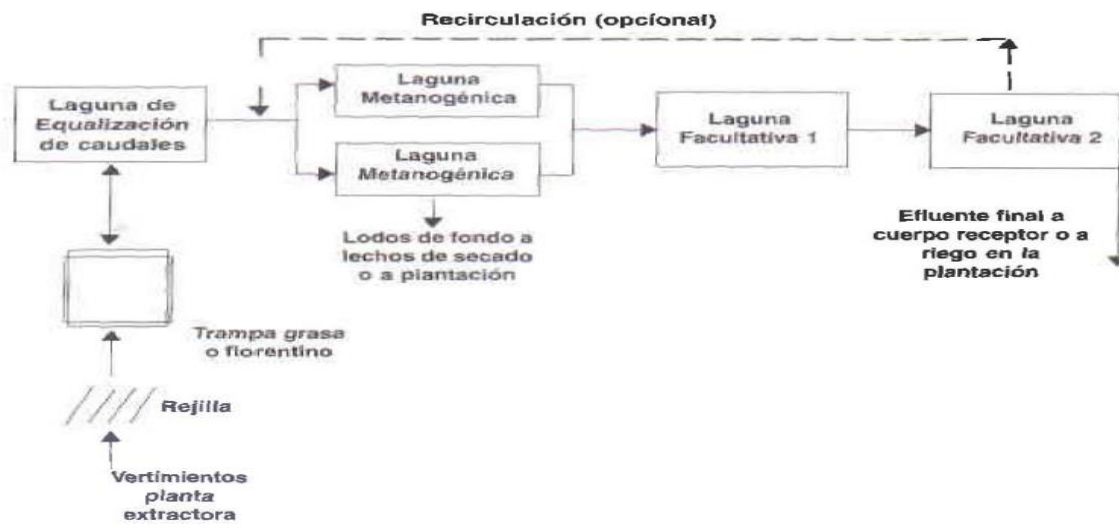 Recirculación (opcíonal)
Laguna de
Equalización
de caudales
Laguna
Metanogénica
Laguna
Metanogénica
Laguna
Facultativa 1
Laguna
Facultativa 2
Lodos de fondo a
lechos de secado
o a plantación
Efluente final a
cuerpo receptor o a
riego en la
plantación
Trampa grasa
o florentino
Rejilla
Vertimientos
planta
extractora